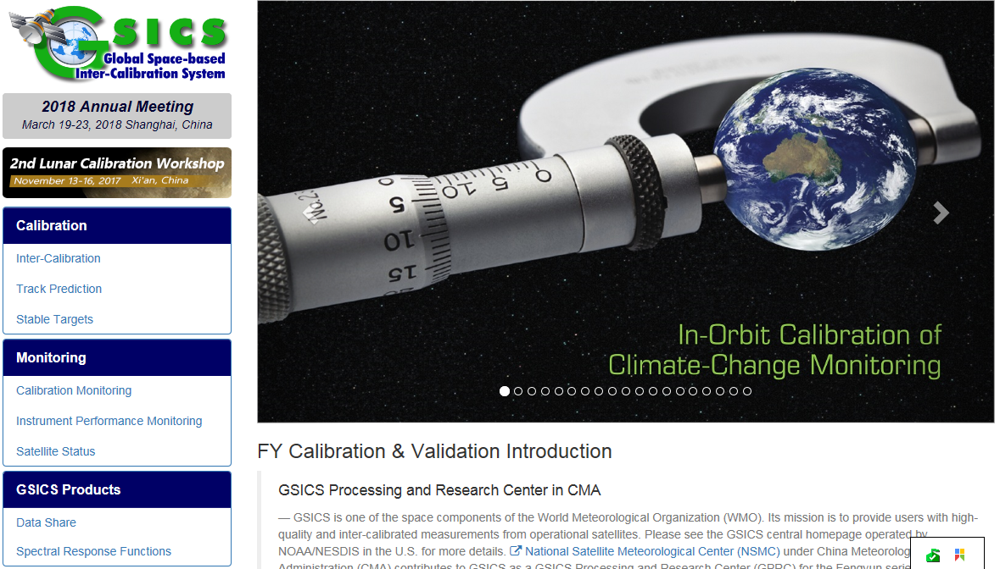 GSICS
Global Space-based
Inter-Calibration System
2018 Annual Meeting
March 19-23, 2018 Shanghai, China
2nd Lunar Calibration Workshop
November 13-16, 2017 Xi'an, China
Calibration
Inter-Calibration
Track Prediction
Stable Targets
Monitoring
Calibration Monitoring
Instrument Performance Monitoring
Satellite Status
GSICS Products
Data Share
Spectral Response Functions
0
5
10
15
20
10
5
0
In-Orbit Calibration of
Climate-Change Monitoring
FY Calibration & Validation Introduction
GSICS Processing and Research Center in CMA
— GSICS is one of the space components of the World Meteorological Organization (WMO). Its mission is to provide users with high-
quality and inter-calibrated measurements from operational satellites. Please see the GSICS central homepage operated by
NOAA/NESDIS in the U.S. for more details. National Satellite Meteorological Center (NSMC) under China Meteorolog
Administration (CMA) contributes to GSICS as a GSICS Processing and Research Center (GPRC) for the Fengyun serie